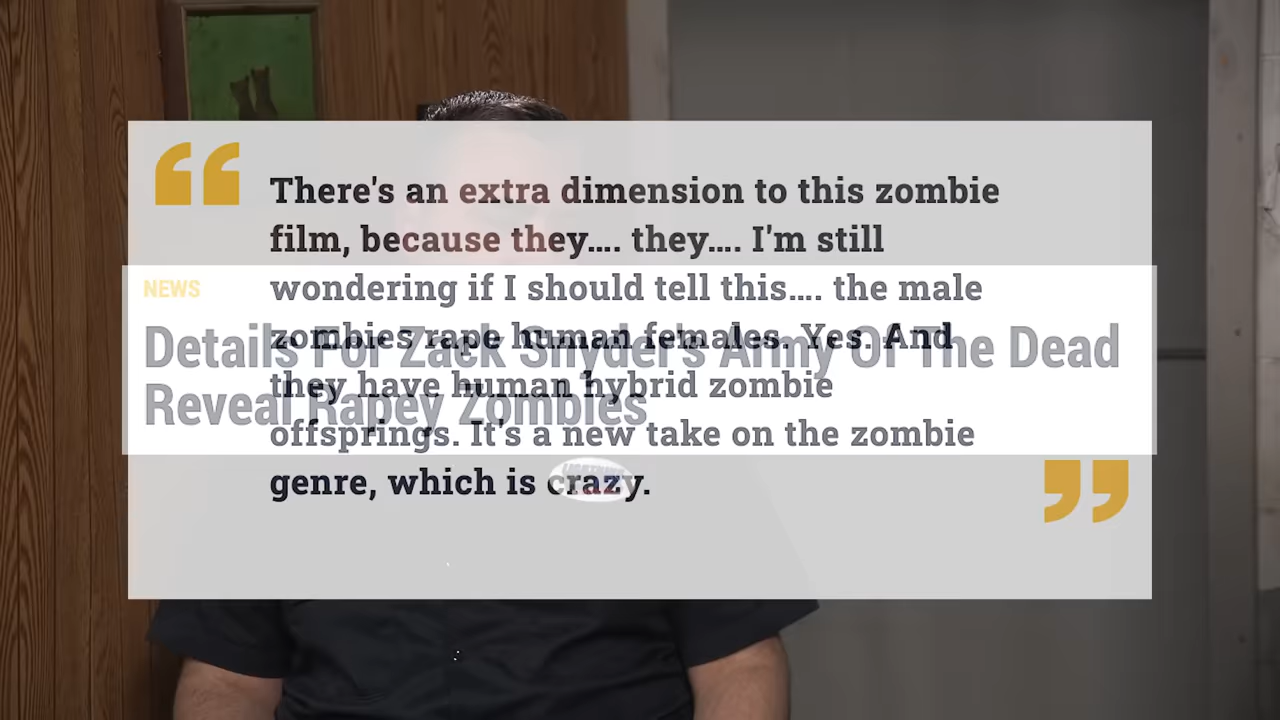 There's an extra dimension to this zombie
film, because they.... they.... I'm still
wondering if I should tell this.... the male
zombies rape human females. Yes. And
they have human hybrid zombie
offsprings. It's a new take on the zombie
genre, which is crazy.
NEWS
Details For Zack Snyder's Army Of The Dead
Reveal Rapey Zombies